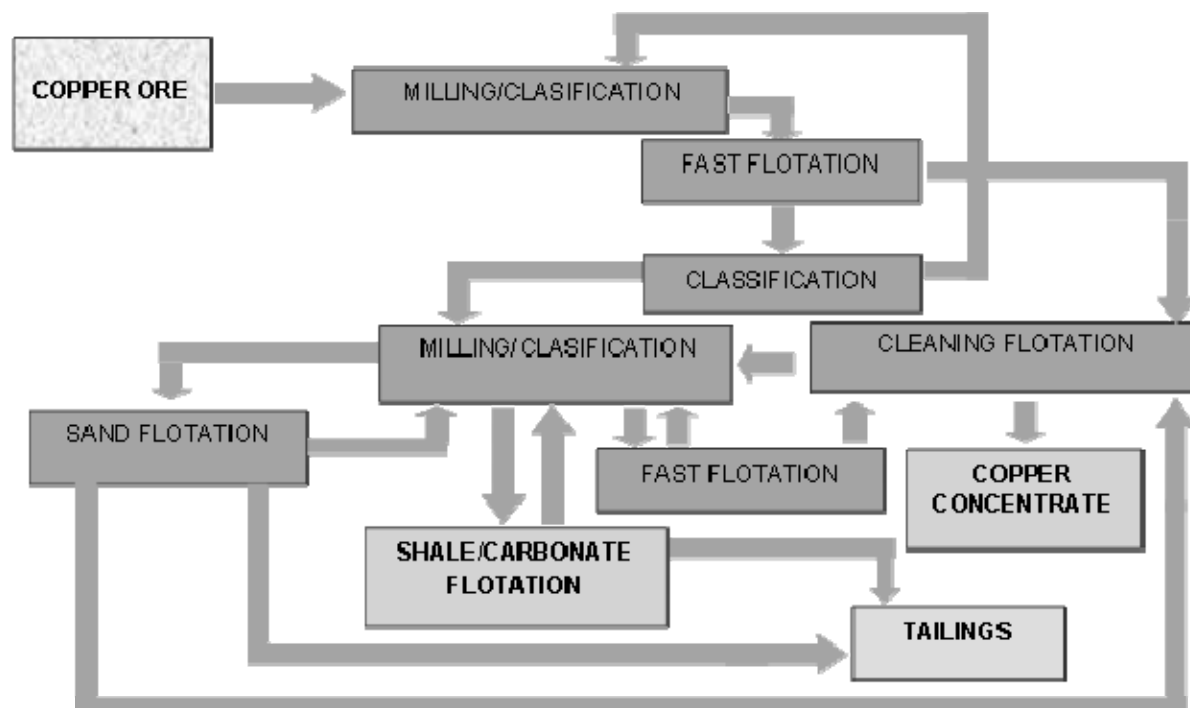 COPPER ORE
MILLING/CLASIFICATION
FAST FLOTATION
CLASSIFICATION
MILLING/CLASIFICATION
CLEANING FLOTATION
SAND FLOTATION
FAST FLOTATION
COPPER
CONCENTRATE
SHALE/CARBONATE
FLOTATION
TAILINGS